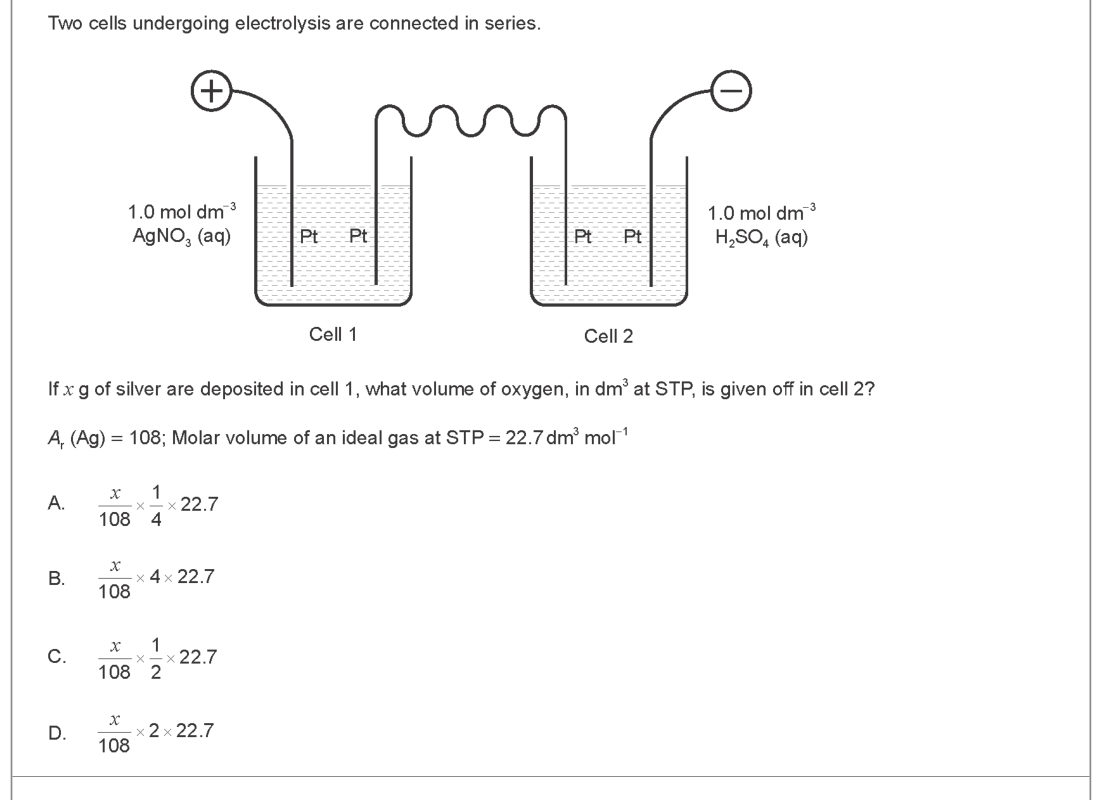 Two cells undergoing electrolysis are connected in series.
+
−
1.0 mol dm⁻³
AgNO₃ (aq)
Pt Pt
Pt Pt
1.0 mol dm⁻³
H₂SO₄ (aq)
Cell 1
Cell 2
If x g of silver are deposited in cell 1, what volume of oxygen, in dm³ at STP, is given off in cell 2?
Aᵣ (Ag) = 108; Molar volume of an ideal gas at STP = 22.7 dm³ mol⁻¹
A. x/108 × 1/4 × 22.7
B. x/108 × 4 × 22.7
C. x/108 × 1/2 × 22.7
D. x/108 × 2 × 22.7